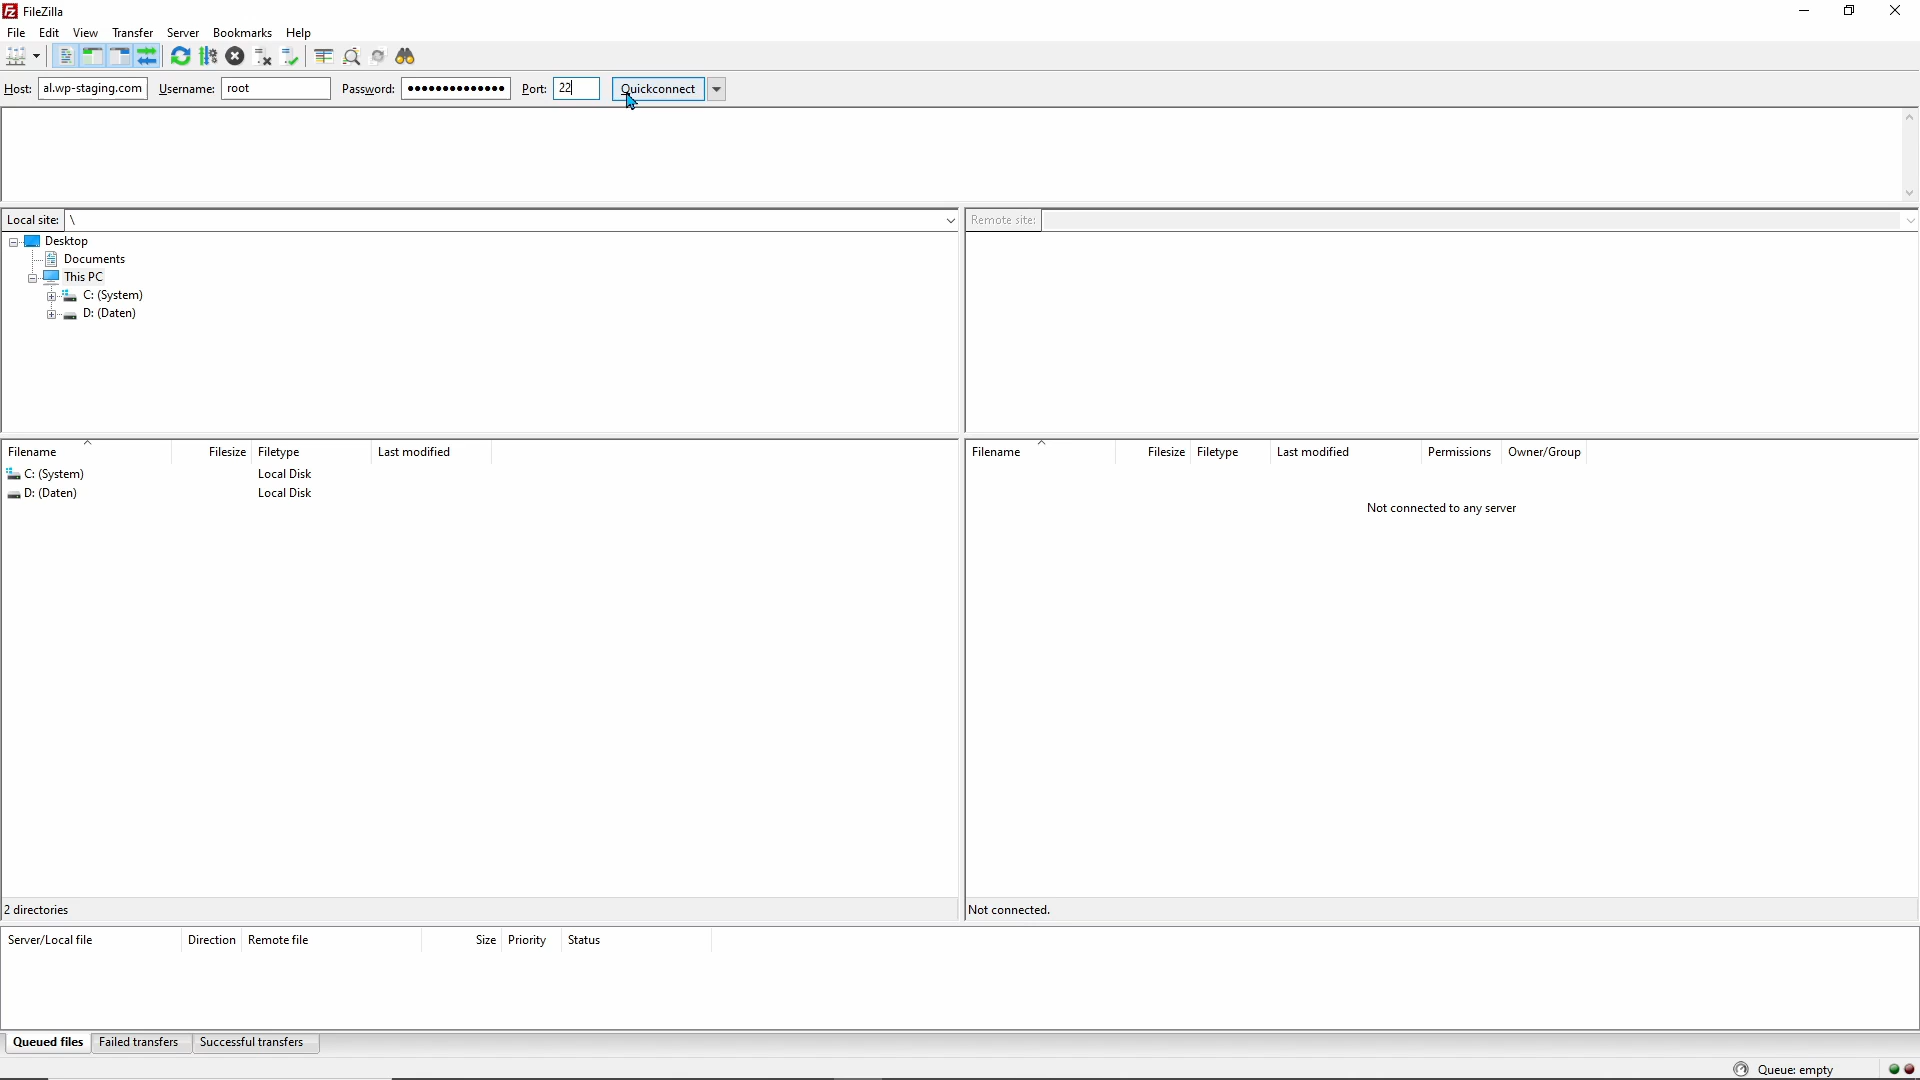 FileZilla
File Edit View Transfer Server Bookmarks Help
Host: al.wp-staging.com Username: root Password: ●●●●●●●●●●●●●● Port: 22 Quickconnect
Local site: \
Remote site:
Desktop
Documents
This PC
C: (System)
D: (Daten)
Filename Filesize Filetype Last modified
C: (System) Local Disk
D: (Daten) Local Disk
2 directories
Filename Filesize Filetype Last modified Permissions Owner/Group
Not connected to any server
Not connected.
Server/Local file Direction Remote file Size Priority Status
Queued files Failed transfers Successful transfers
Queue: empty